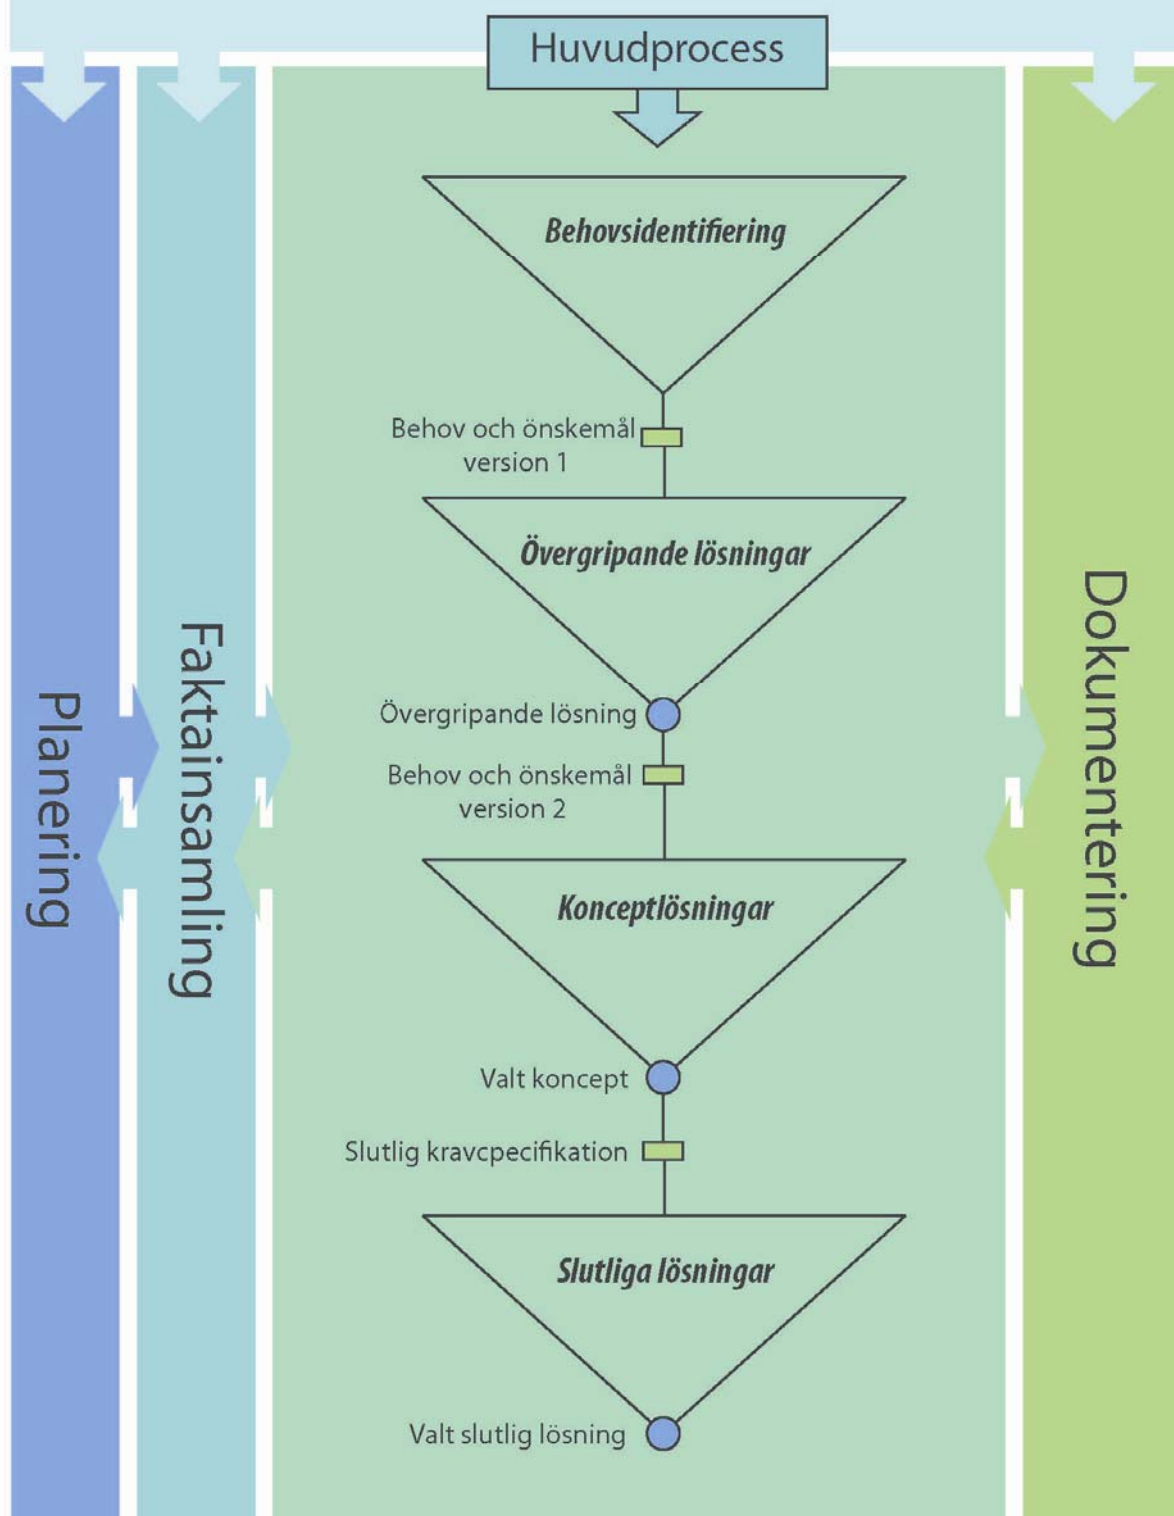 Huvudprocess
Behovsidentifiering
Behov och önskemål
version 1
Övergripande lösningar
Övergripande lösning
Behov och önskemål
version 2
Konceptlösningar
Valt koncept
Slutlig kravcpecifikation
Slutliga lösningar
Valt slutlig lösning
Planering
Faktainsamling
Dokumentering